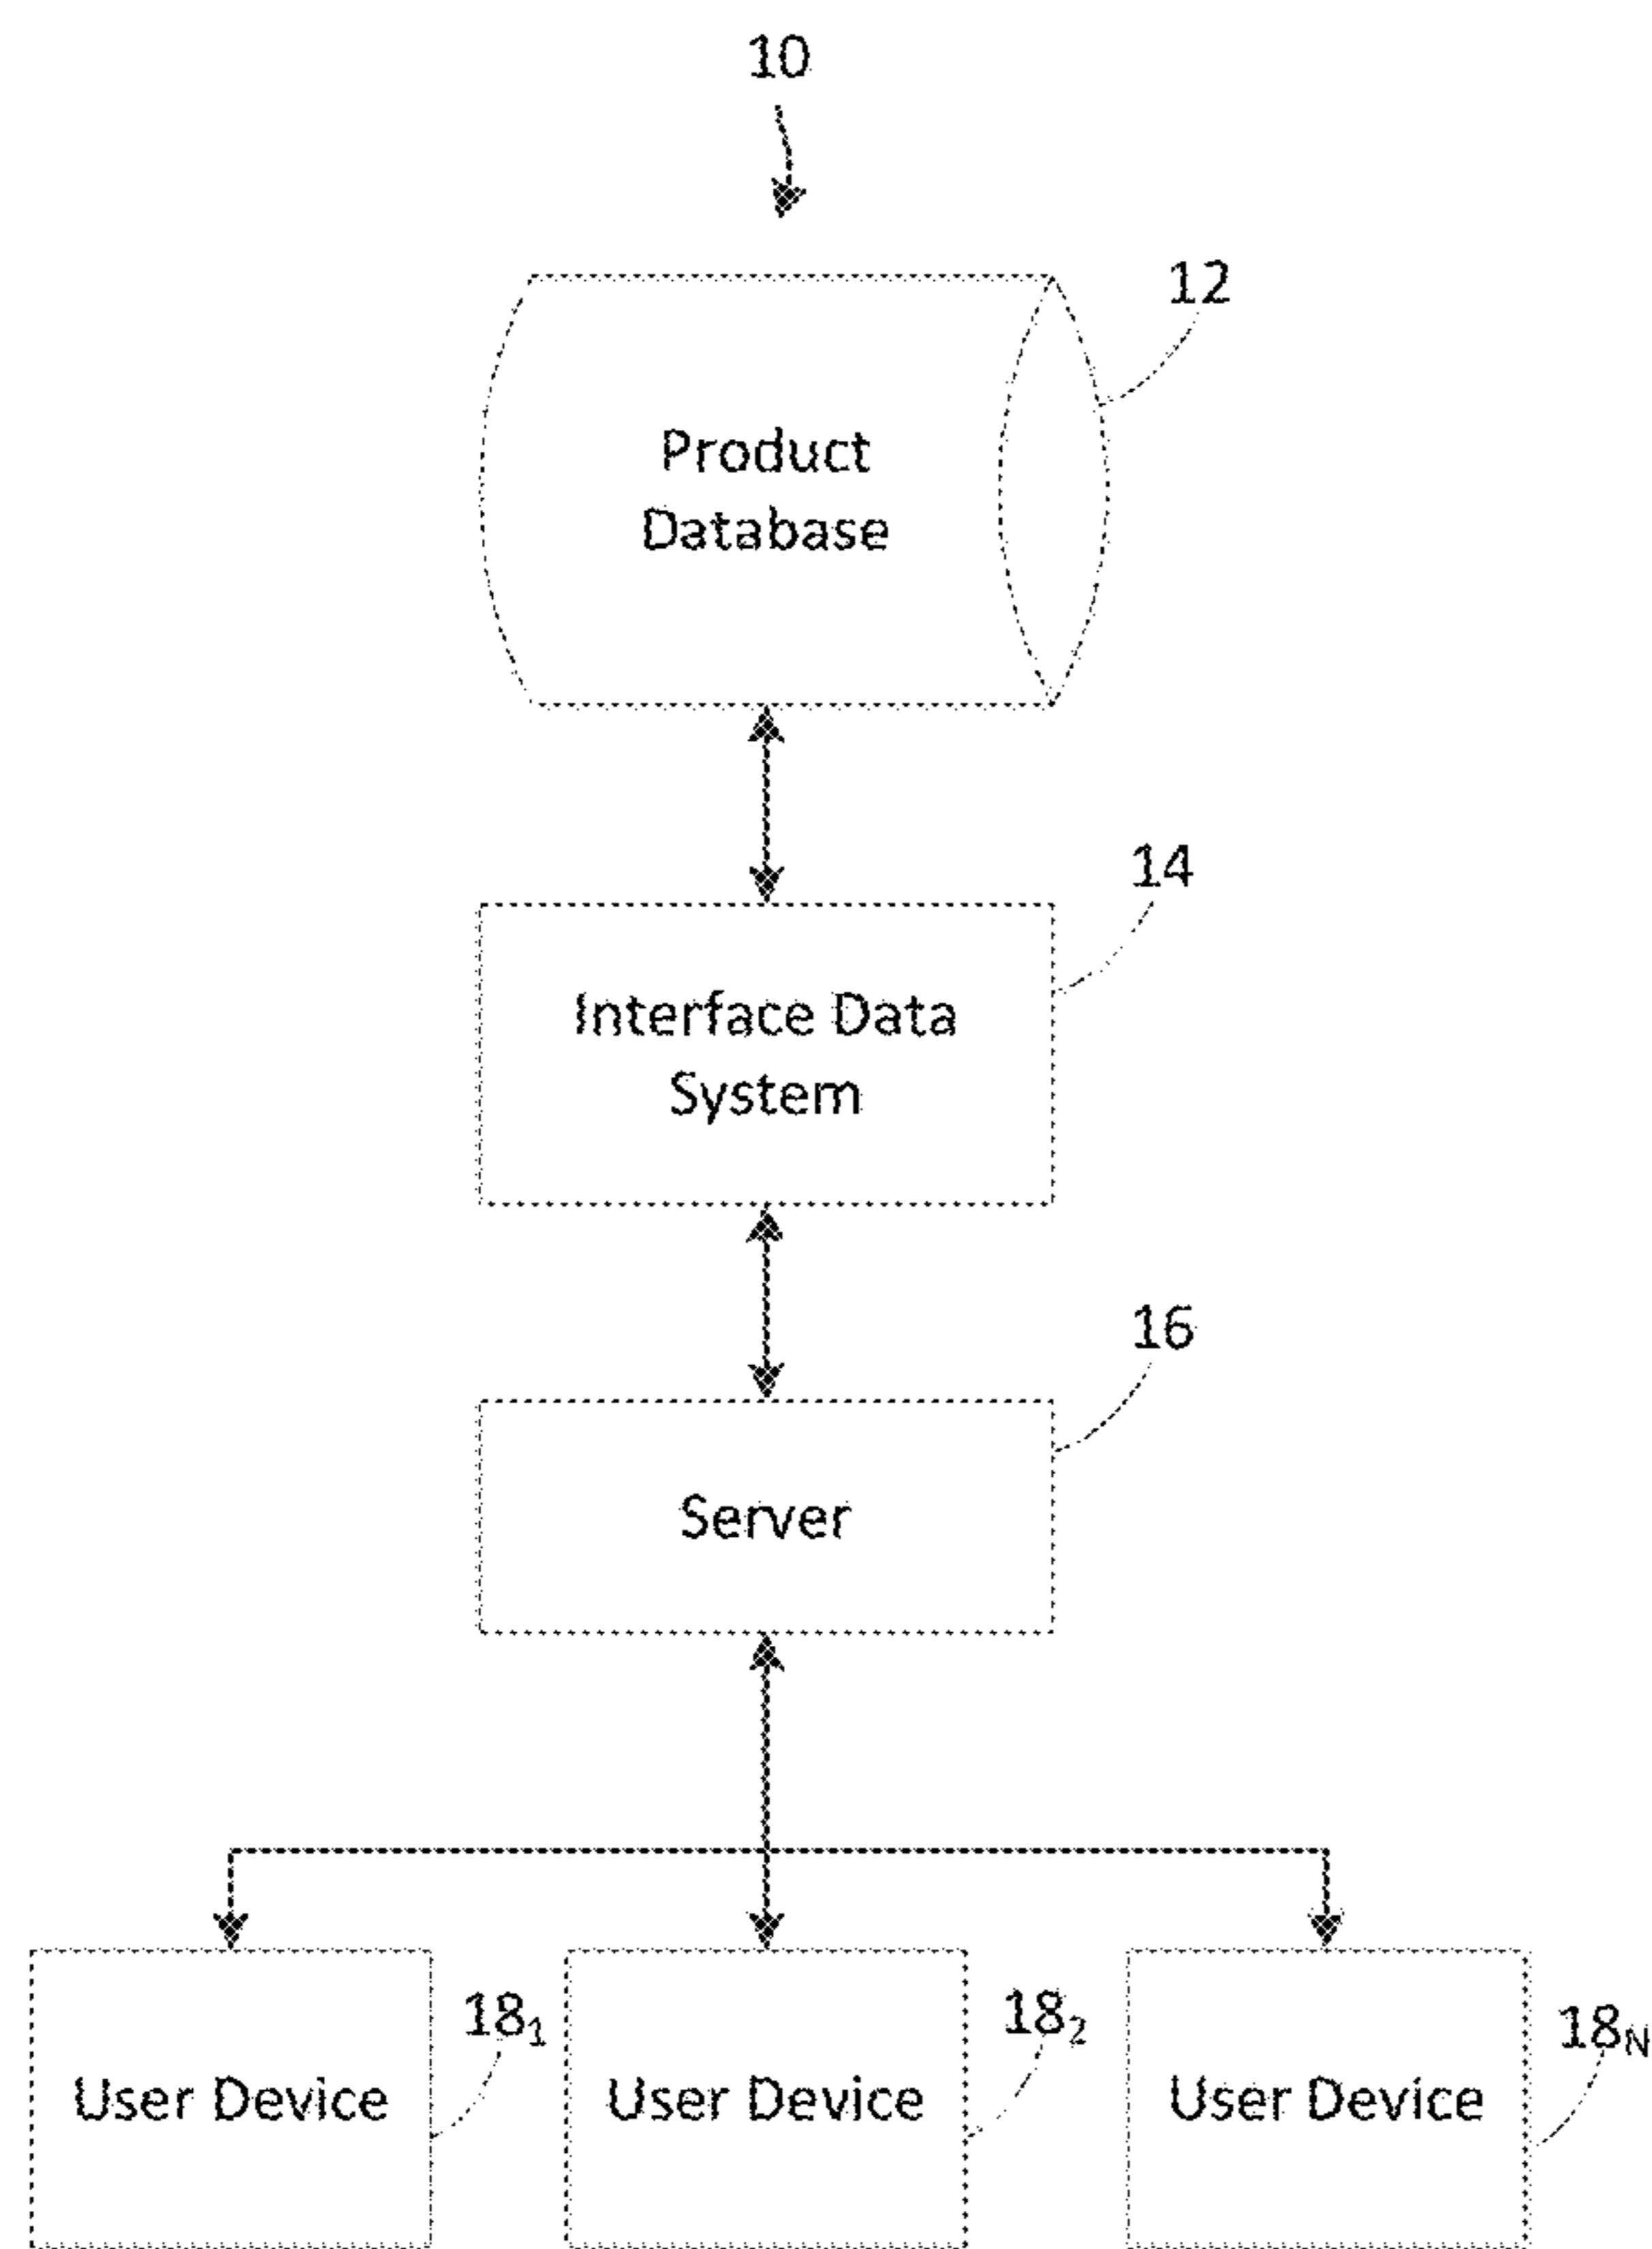 10
12
Product
Database
14
Interface Data
System
16
Server
18₁
18₂
18N
User Device
User Device
User Device